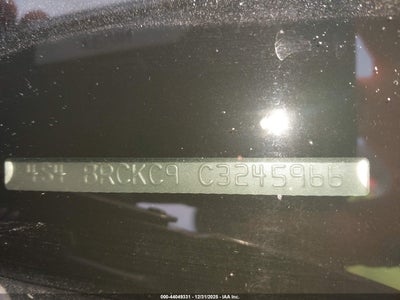 4S4 BRCKC9 C3245966
000-44049331 - 12/31/2025 - IAA Inc.